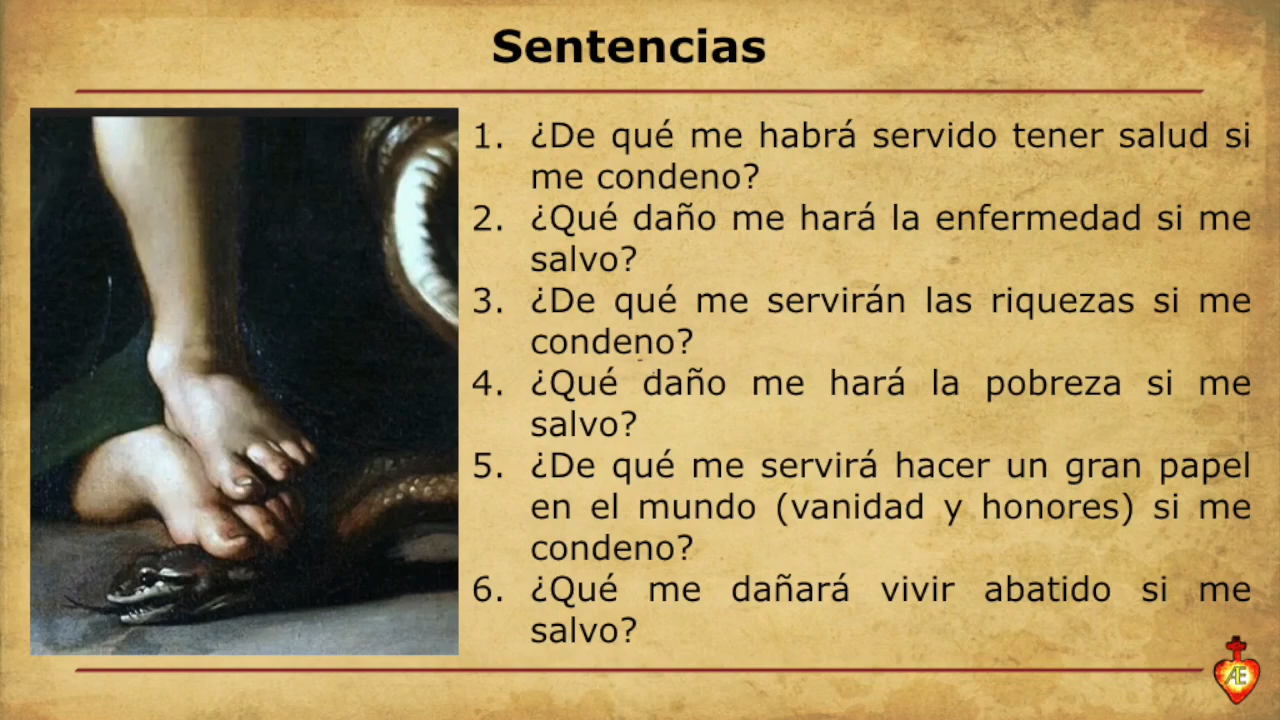 Sentencias
1. ¿De qué me habrá servido tener salud si
me condeno?
2. ¿Qué daño me hará la enfermedad si me
salvo?
3. ¿De qué me servirán las riquezas si me
condeno?
4. ¿Qué daño me hará la pobreza si me
salvo?
5. ¿De qué me servirá hacer un gran papel
en el mundo (vanidad y honores) si me
condeno?
6. ¿Qué me dañará vivir abatido si me
salvo?
Æ